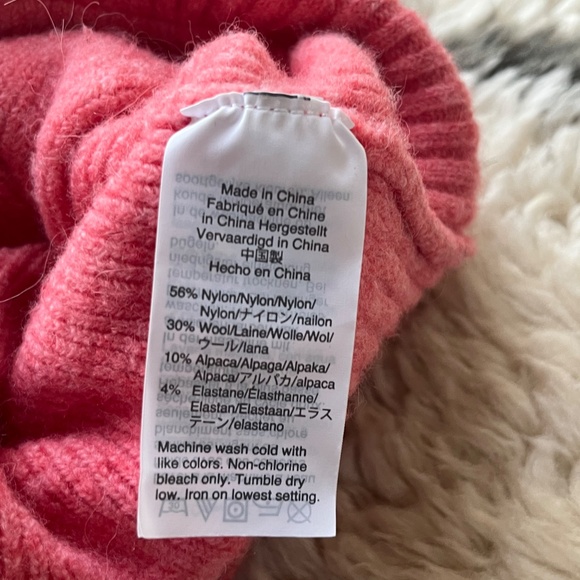 Made in China
Fabriqué en Chine
in China Hergestellt
Vervaardigd in China
中国製
Hecho en China
56% Nylon/Nylon/Nylon/
Nylon/ナイロン/nailon
30% Wool/Laine/Wolle/Wol/
ウール/lana
10% Alpaca/Alpaga/Alpaka/
Alpaca/アルパカ/alpaca
4% Elastane/Élasthanne/
Elastan/Elastaan/エラス
テーン/elastano
Machine wash cold with
like colors. Non-chlorine
bleach only. Tumble dry
low. Iron on lowest setting.